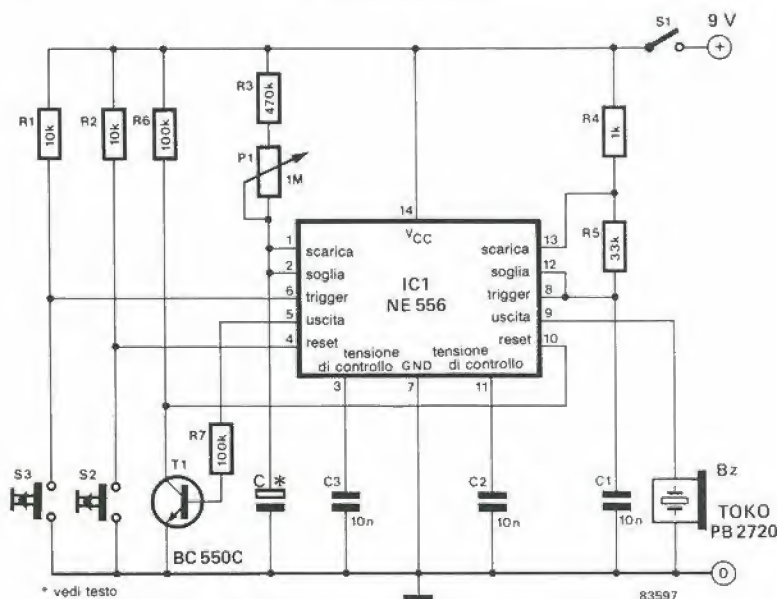 S1
9 V
+
R3
470k
R1
10k
R2
10k
R6
100k
R4
1k
P1
1M
14
VCC
1
scarica
2
soglia
6
trigger
5
uscita
4
reset
IC1
NE 556
scarica
13
soglia
12
trigger
8
uscita
9
reset
10
R5
33k
tensione
di controllo
GND
tensione
di controllo
3
7
11
R7
100k
S3
S2
T1
C *
C3
10n
C2
10n
C1
10n
Bz
TOKO
PB 2720
BC 550C
0
* vedi testo
83597